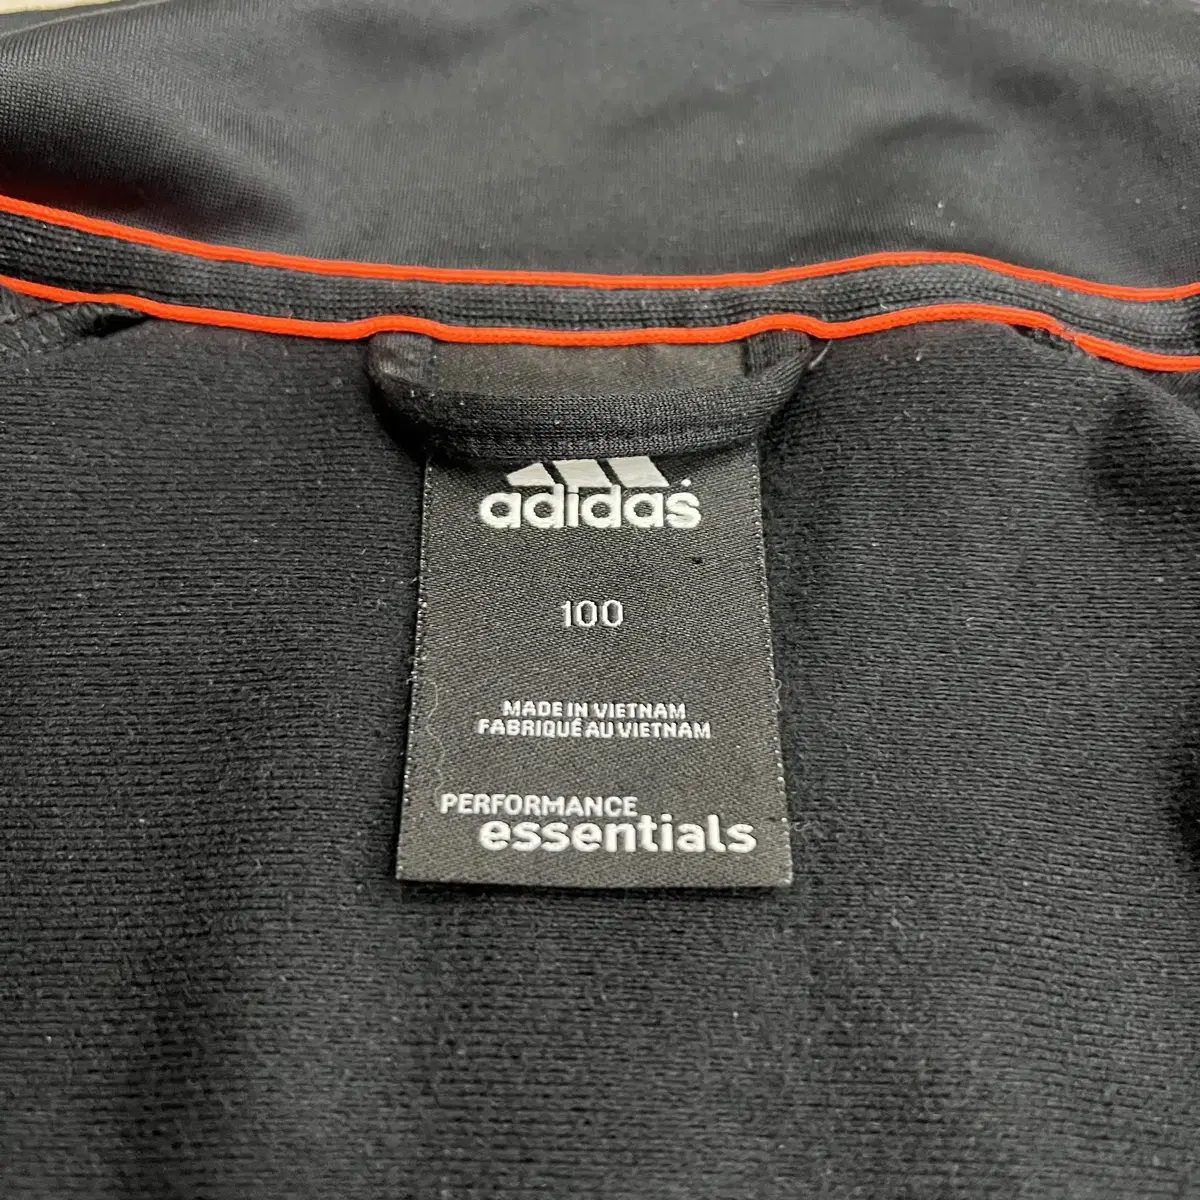 adidas
100
MADE IN VIETNAM
FABRIQUÉ AU VIETNAM
PERFORMANCE
essentials